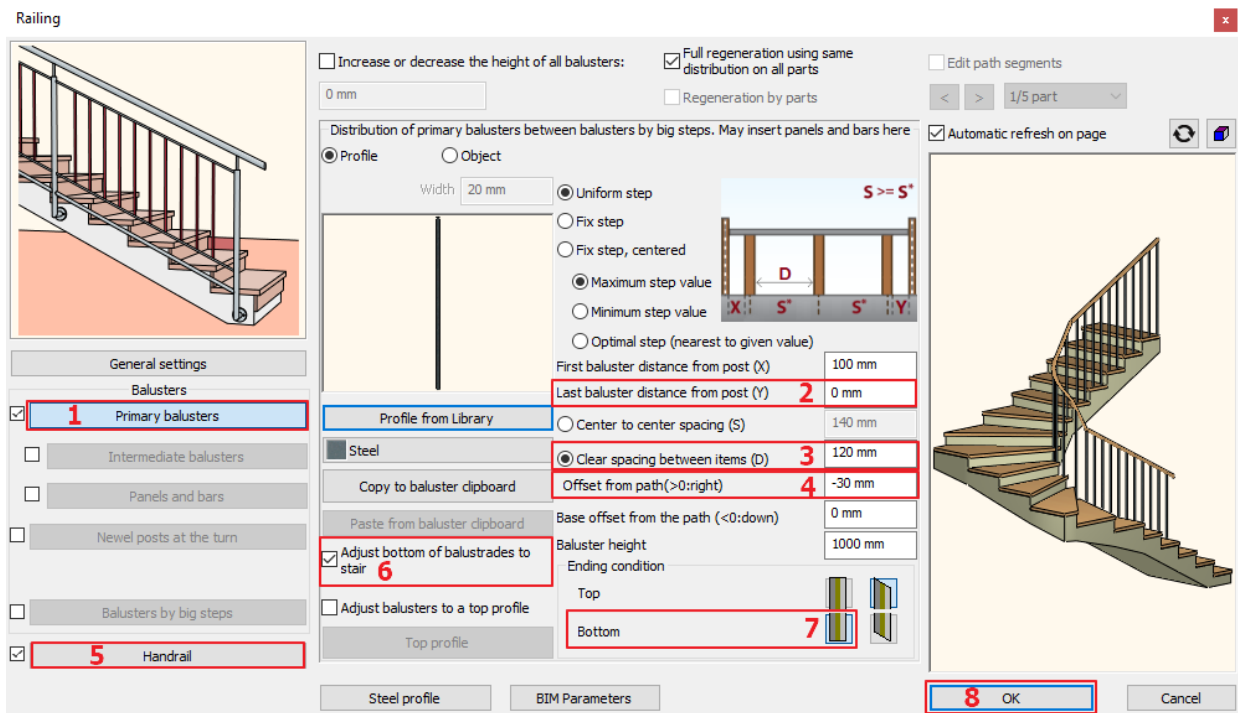 Railing
x
Increase or decrease the height of all balusters:
0 mm
Full regeneration using same
distribution on all parts
Regeneration by parts
Edit path segments
< > 1/5 part
Automatic refresh on page
Distribution of primary balusters between balusters by big steps. May insert panels and bars here
Profile Object
Width 20 mm
Uniform step
Fix step
Fix step, centered
Maximum step value
Minimum step value
Optimal step (nearest to given value)
S >= S*
D
X S* S* Y
First baluster distance from post (X) 100 mm
Last baluster distance from post (Y) 2 0 mm
Center to center spacing (S) 140 mm
Clear spacing between items (D) 3 120 mm
Offset from path(>0:right) 4 -30 mm
Base offset from the path (<0:down) 0 mm
Baluster height 1000 mm
Ending condition
Top
Bottom 7
Profile from Library
Steel
Copy to baluster clipboard
Paste from baluster clipboard
Adjust bottom of balustrades to
stair 6
Adjust balusters to a top profile
Top profile
General settings
Balusters
1 Primary balusters
Intermediate balusters
Panels and bars
Newel posts at the turn
Balusters by big steps
5 Handrail
Steel profile
BIM Parameters
8 OK
Cancel